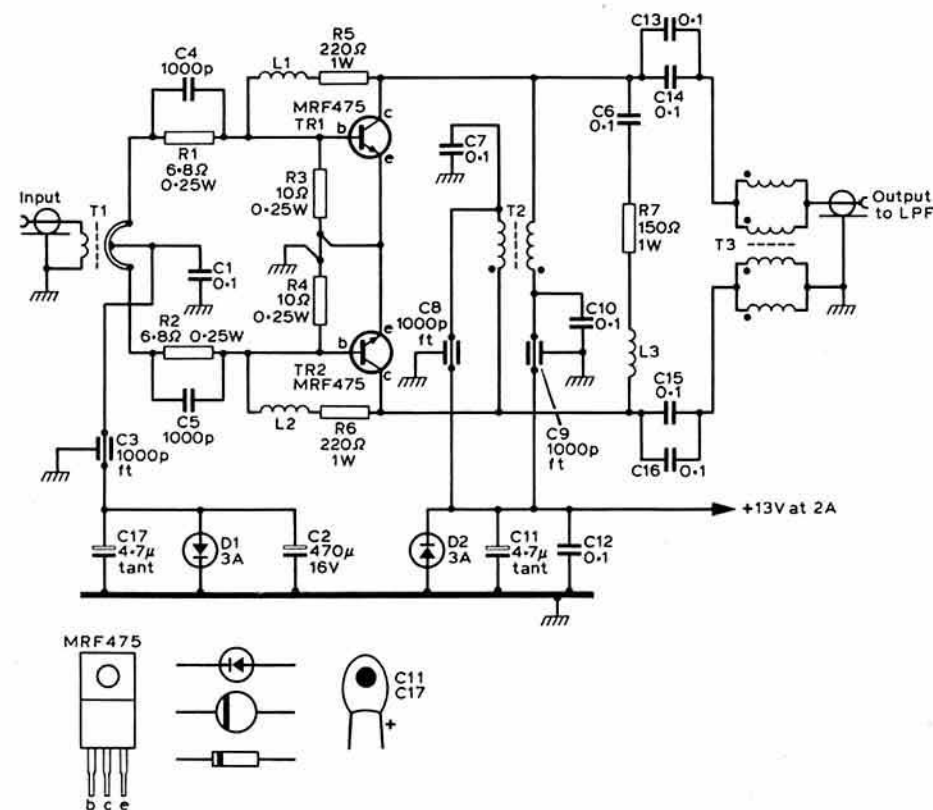 C4
1000p
R1
6·8Ω
0·25W
L1
R5
220Ω
1W
MRF475
TR1
b
c
e
Input
T1
C1
0·1
R3
10Ω
0·25W
R4
10Ω
0·25W
R2
6·8Ω 0·25W
C5
1000p
b
e
c
TR2
MRF475
L2
R6
220Ω
1W
C3
1000p
ft
C7
0·1
T2
C8
1000p
ft
C10
0·1
C9
1000p
ft
C13
0·1
C14
0·1
C6
0·1
R7
150Ω
1W
L3
C15
0·1
C16
0·1
T3
Output
to LPF
+13V at 2A
C17
4·7μ
tant
D1
3A
C2
470μ
16V
D2
3A
C11
4·7μ
tant
C12
0·1
MRF475
b c e
C11
C17
+